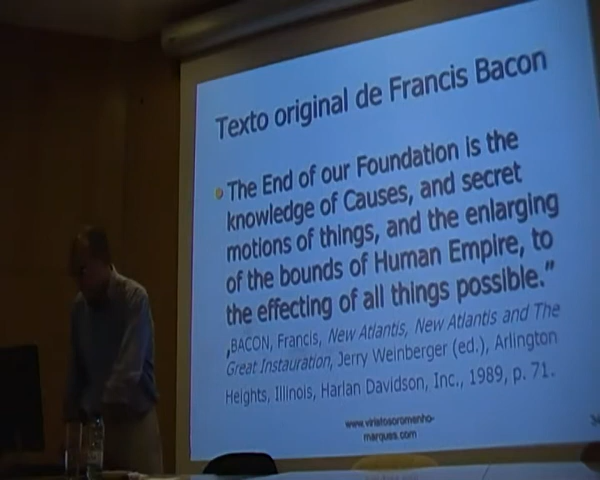 Texto original de Francis Bacon
The End of our Foundation is the
knowledge of Causes, and secret
motions of things, and the enlarging
of the bounds of Human Empire, to
the effecting of all things possible.”
„BACON, Francis, New Atlantis, New Atlantis and The
Great Instauration, Jerry Weinberger (ed.), Arlington
Heights, Illinois, Harlan Davidson, Inc., 1989, p. 71.
www.viriatosoromenho-
marques.com